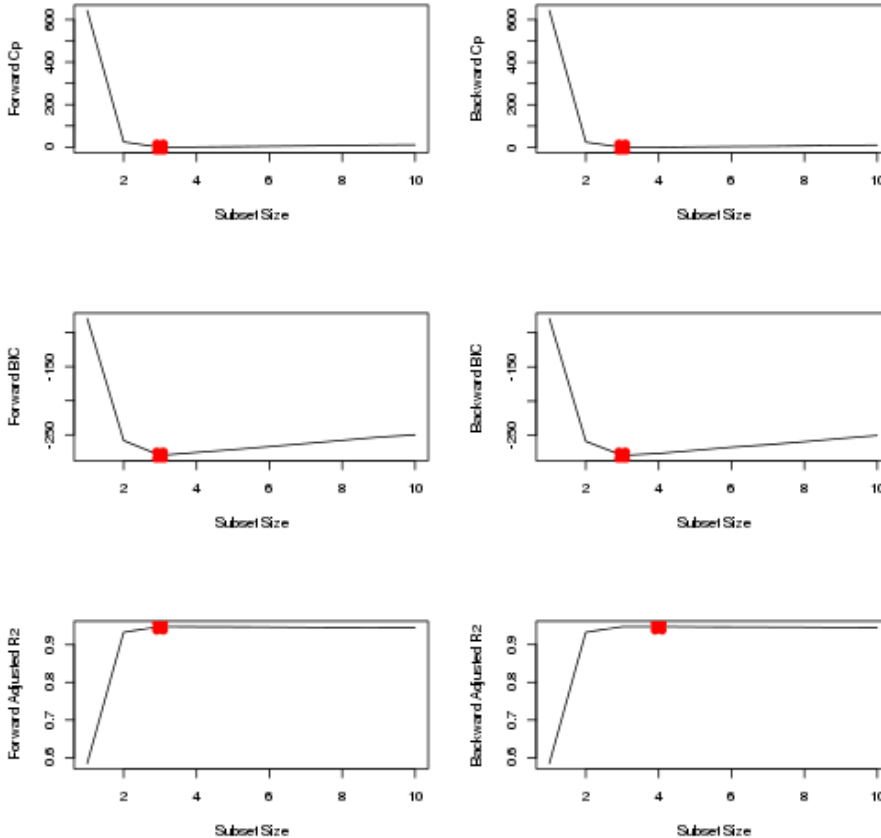 Forward Cp
0 200 400 600
2 4 6 8 10
Subset Size
Backward Cp
0 200 400 600
2 4 6 8 10
Subset Size
Forward BIC
-250 -150
2 4 6 8 10
Subset Size
Backward BIC
-250 -150
2 4 6 8 10
Subset Size
Forward Adjusted R2
0.6 0.7 0.8 0.9
2 4 6 8 10
Subset Size
Backward Adjusted R2
0.6 0.7 0.8 0.9
2 4 6 8 10
Subset Size